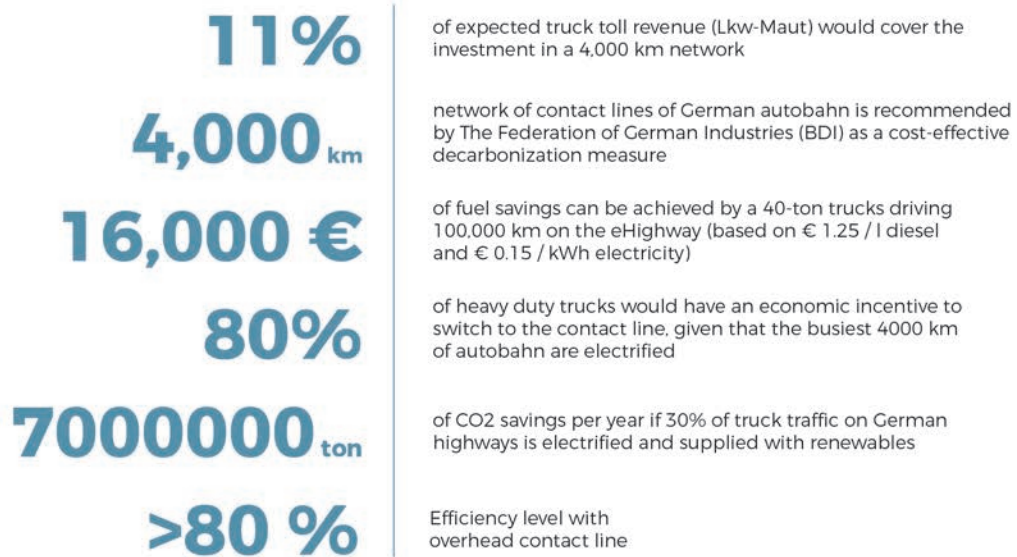 11%
of expected truck toll revenue (Lkw-Maut) would cover the
investment in a 4,000 km network
4,000 km
network of contact lines of German autobahn is recommended
by The Federation of German Industries (BDI) as a cost-effective
decarbonization measure
16,000 €
of fuel savings can be achieved by a 40-ton trucks driving
100,000 km on the eHighway (based on € 1.25 / l diesel
and € 0.15 / kWh electricity)
80%
of heavy duty trucks would have an economic incentive to
switch to the contact line, given that the busiest 4000 km
of autobahn are electrified
7000000 ton
of CO2 savings per year if 30% of truck traffic on German
highways is electrified and supplied with renewables
>80 %
Efficiency level with
overhead contact line